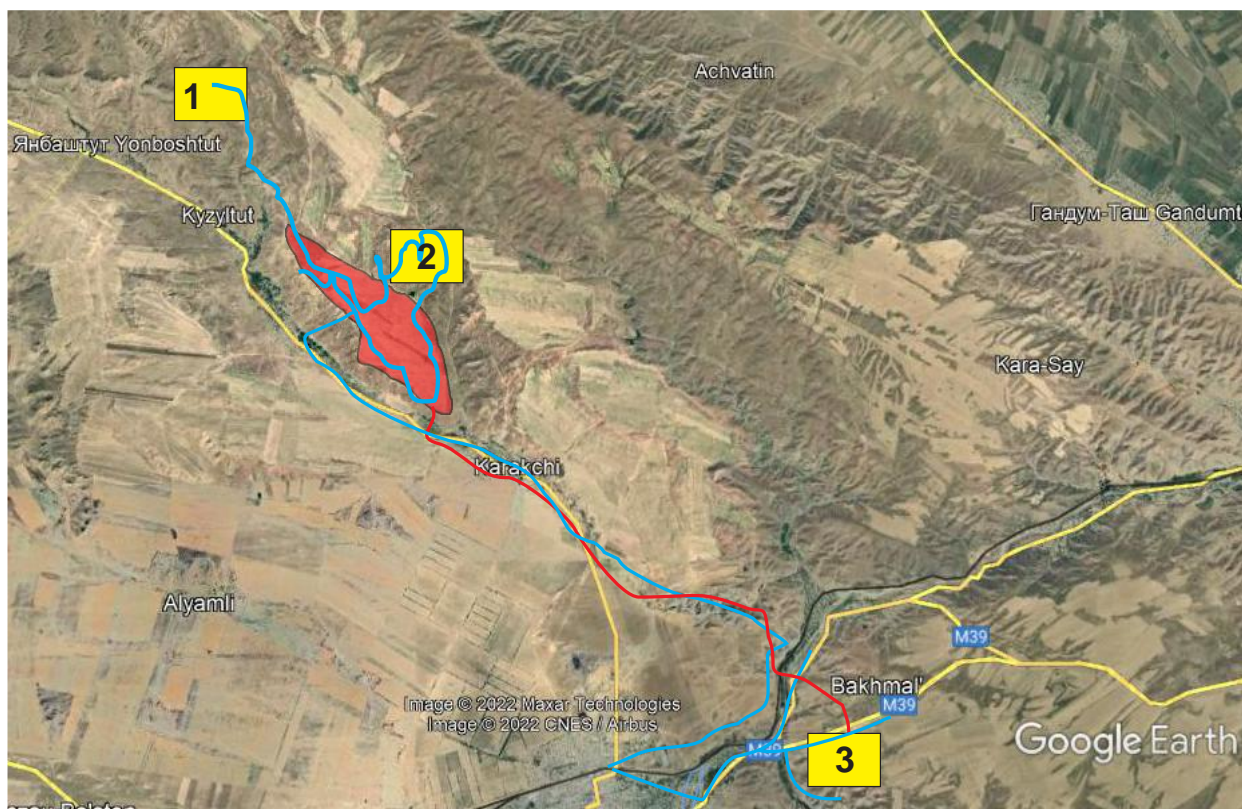 Achvatin
1
Янбаштут Yonboshtut
Kyzyltut
Гандум-Таш Gandumt
2
Kara-Say
Karakchi
Alyamli
M39
Bakhmal'
M39
Image © 2022 Maxar Technologies
Image © 2022 CNES / Airbus
Google Earth
M39
3